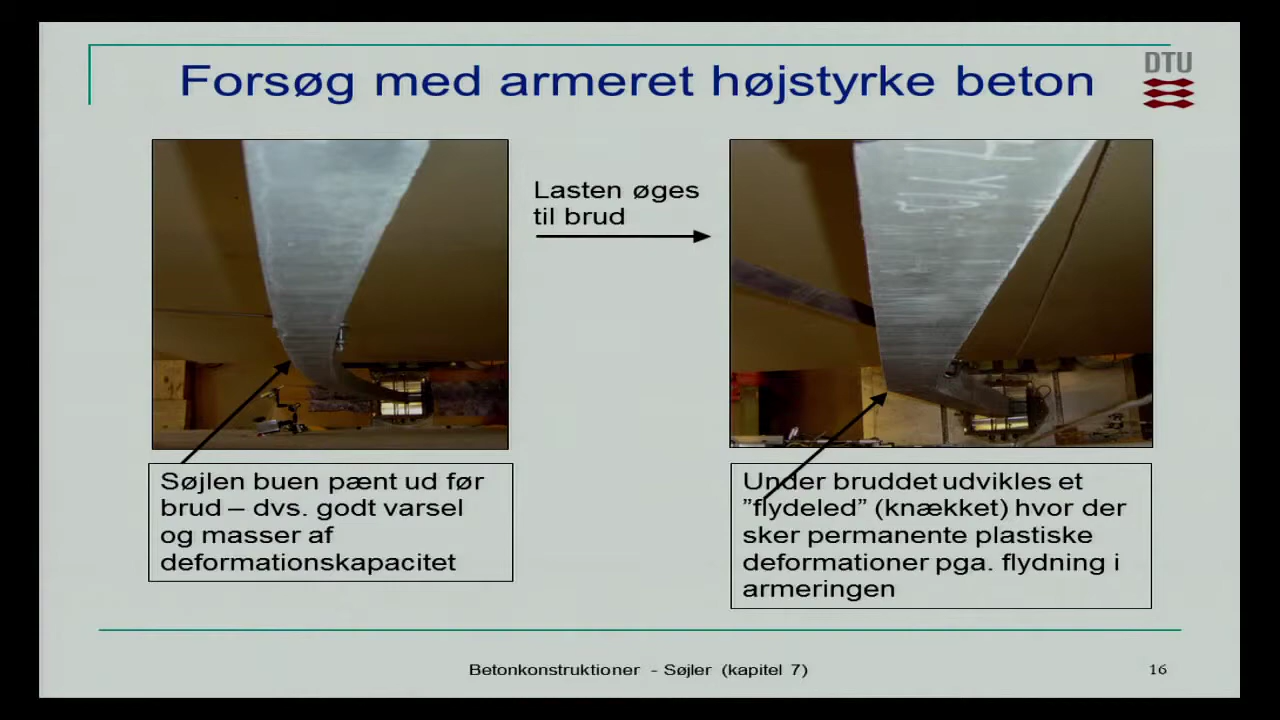 Forsøg med armeret højstyrke beton
DTU
Lasten øges
til brud
Søjlen buen pænt ud før
brud – dvs. godt varsel
og masser af
deformationskapacitet
Under bruddet udvikles et
”flydeled” (knækket) hvor der
sker permanente plastiske
deformationer pga. flydning i
armeringen
Betonkonstruktioner - Søjler (kapitel 7)
16